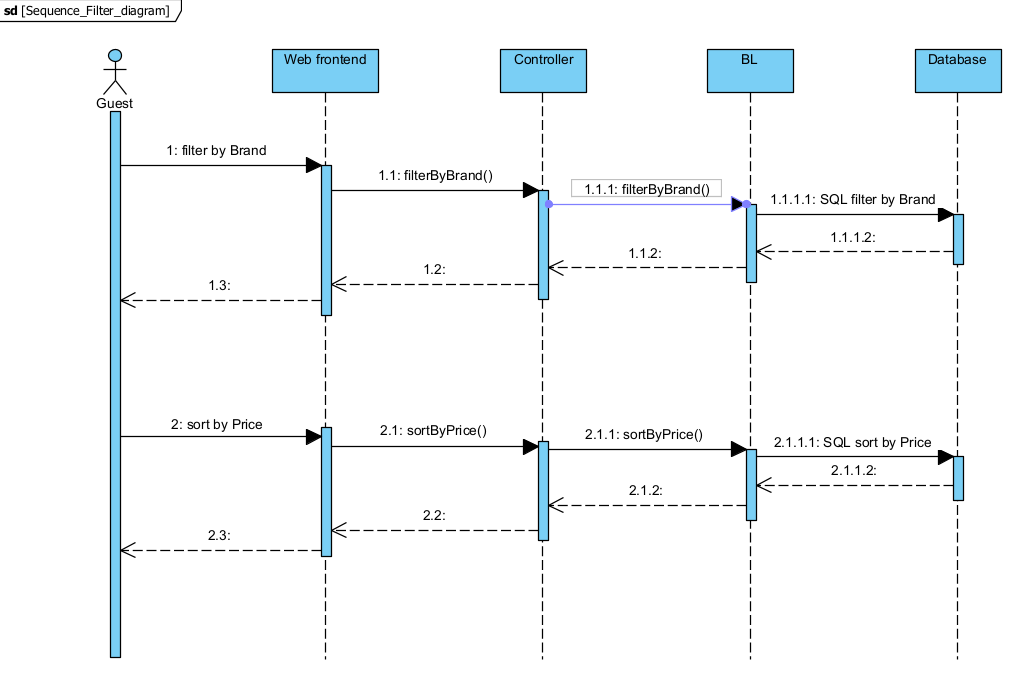 sd [Sequence_Filter_diagram]
Guest
Web frontend
Controller
BL
Database
1: filter by Brand
1.1: filterByBrand()
1.1.1: filterByBrand()
1.1.1.1: SQL filter by Brand
1.1.1.2:
1.1.2:
1.2:
1.3:
2: sort by Price
2.1: sortByPrice()
2.1.1: sortByPrice()
2.1.1.1: SQL sort by Price
2.1.1.2:
2.1.2:
2.2:
2.3: